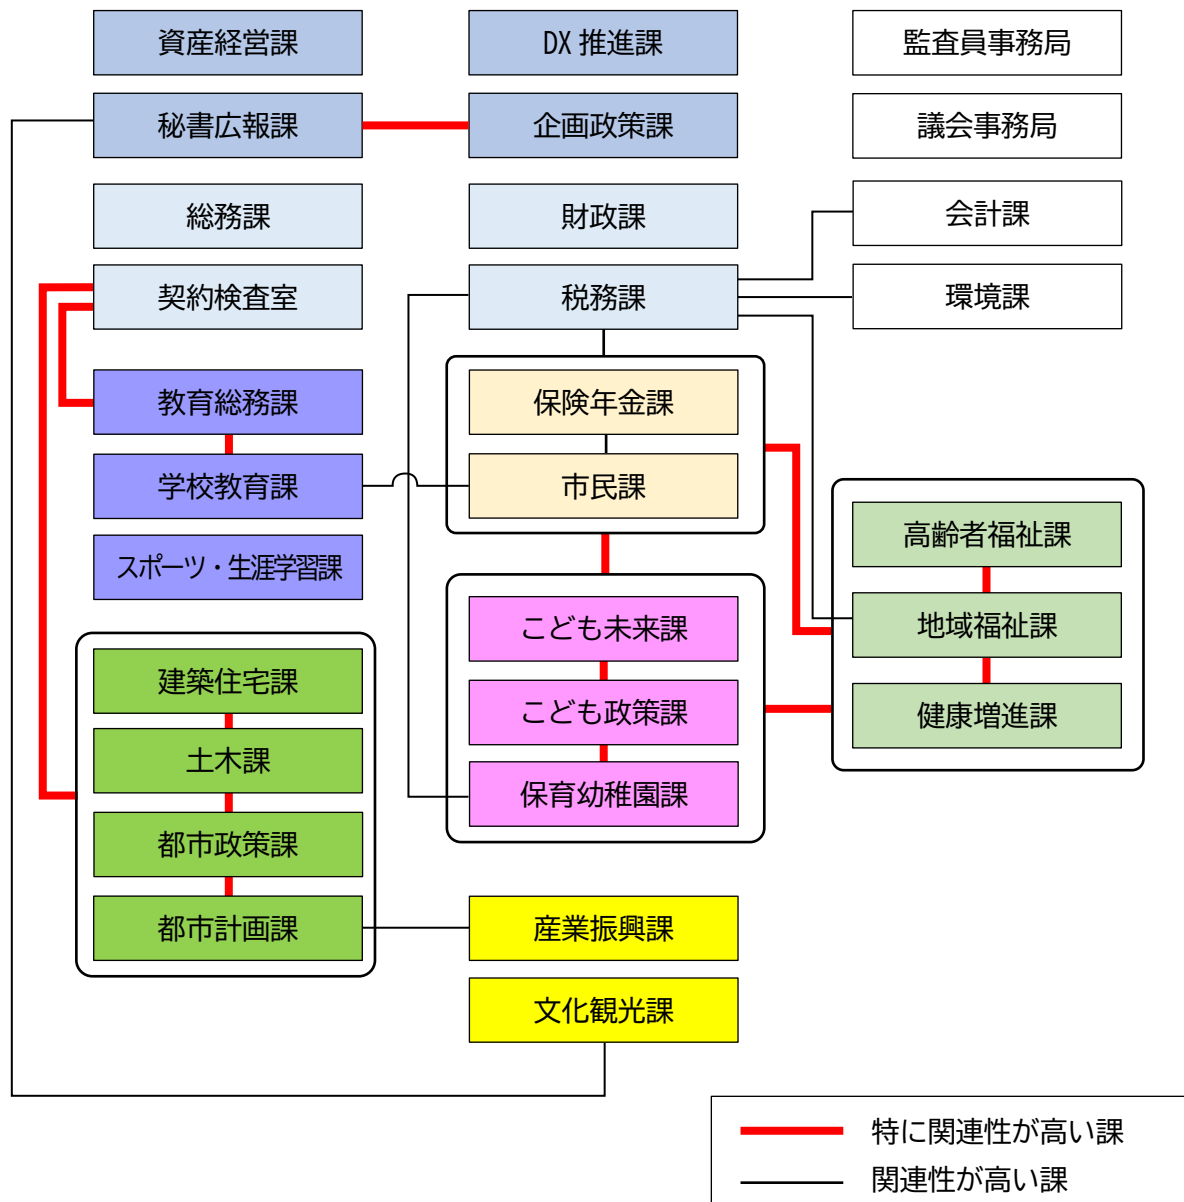 資産経営課
DX 推進課
監査員事務局
秘書広報課
企画政策課
議会事務局
総務課
財政課
会計課
契約検査室
税務課
環境課
教育総務課
保険年金課
学校教育課
市民課
高齢者福祉課
スポーツ・生涯学習課
こども未来課
地域福祉課
建築住宅課
こども政策課
健康増進課
土木課
保育幼稚園課
都市政策課
都市計画課
産業振興課
文化観光課
特に関連性が高い課
関連性が高い課